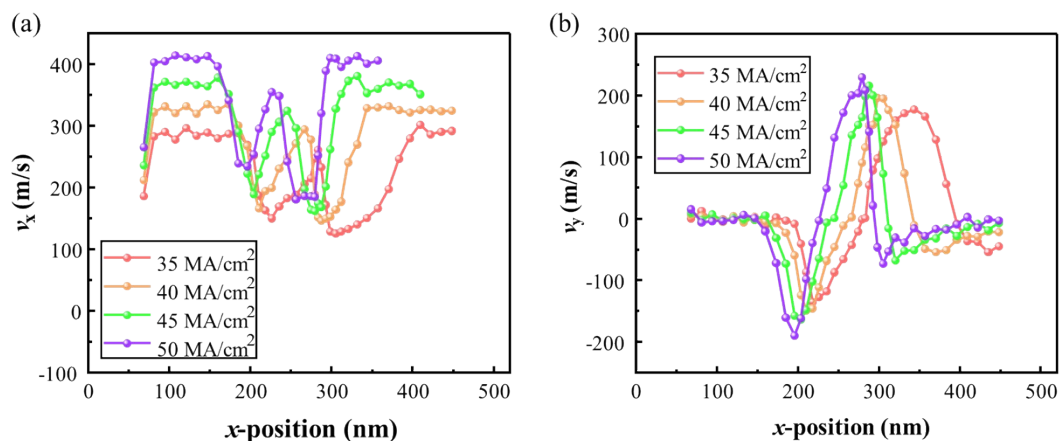 (a)
400
300
200
100
0
-100
vx (m/s)
35 MA/cm2
40 MA/cm2
45 MA/cm2
50 MA/cm2
0 100 200 300 400 500
x-position (nm)
(b)
300
200
100
0
-100
-200
vy (m/s)
35 MA/cm2
40 MA/cm2
45 MA/cm2
50 MA/cm2
0 100 200 300 400 500
x-position (nm)